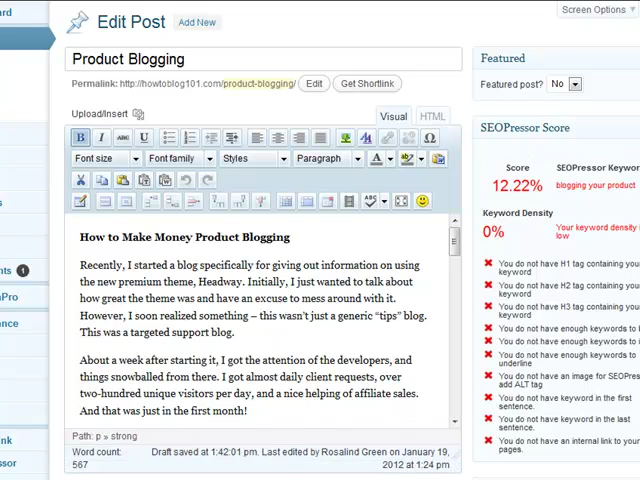 Screen Options
Edit Post
Add New
Product Blogging
Permalink: http://howtoblog101.com/product-blogging/
Edit
Get Shortlink
Upload/Insert
Visual
HTML
B I ABC U
Font size
Font family
Styles
Paragraph
A
ABC
How to Make Money Product Blogging
Recently, I started a blog specifically for giving out information on using
the new premium theme, Headway. Initially, I just wanted to talk about
how great the theme was and have an excuse to mess around with it.
However, I soon realized something – this wasn't just a generic “tips” blog.
This was a targeted support blog.
About a week after starting it, I got the attention of the developers, and
things snowballed from there. I got almost daily client requests, over
two-hundred unique visitors per day, and a nice helping of affiliate sales.
And that was just in the first month!
Path: p » strong
Word count: 567
Draft saved at 1:42:01 pm. Last edited by Rosalind Green on January 19,
2012 at 1:24 pm
Featured
Featured post?
No
SEOPressor Score
Score
12.22%
SEOPressor Keyword
blogging your product
Keyword Density
0%
Your keyword density is
low
You do not have H1 tag containing your
keyword
You do not have H2 tag containing your
keyword
You do not have H3 tag containing your
keyword
You do not have enough keywords to
You do not have enough keywords to
You do not have enough keywords to
underline
You do not have an image for
add ALT tag
You do not have keyword in the first
sentence.
You do not have keyword in the last
sentence.
You do not have an internal link to your
pages.
1